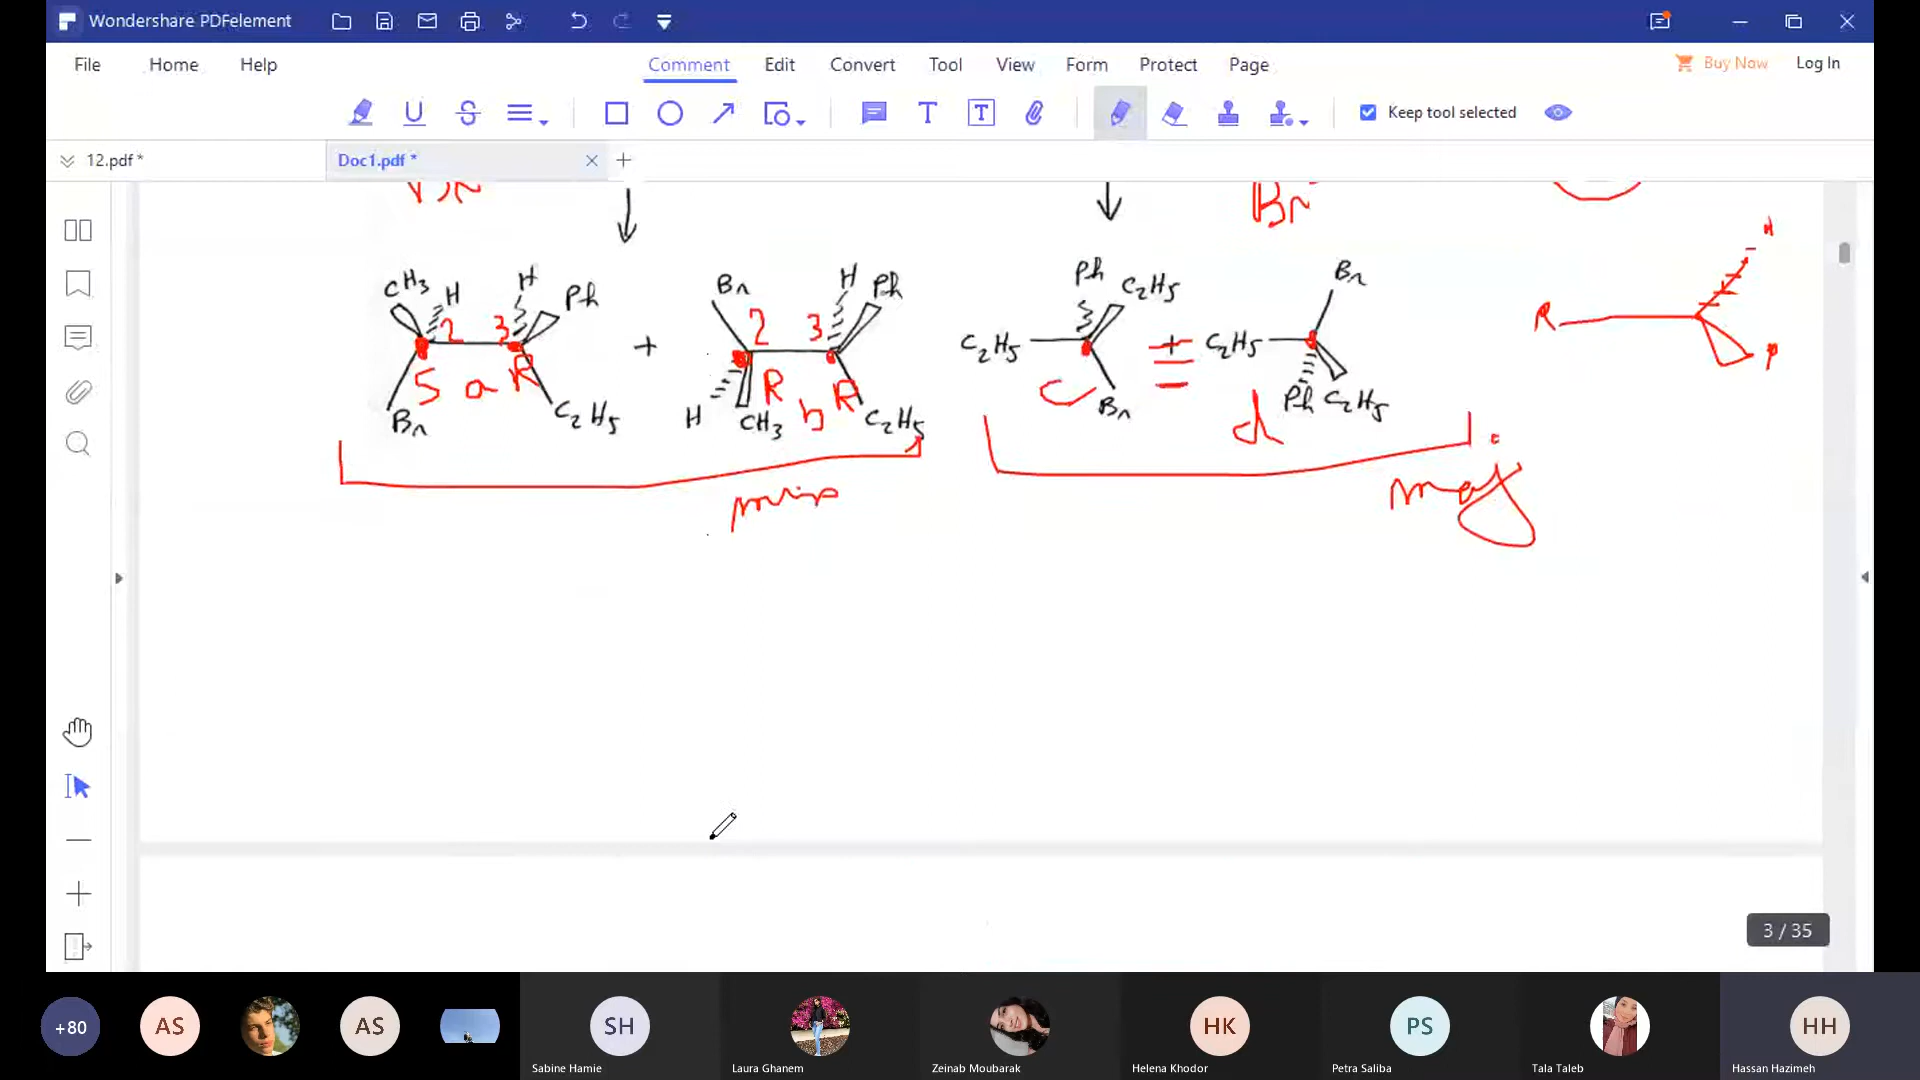 Wondershare PDFelement
File Home Help Comment Edit Convert Tool View Form Protect Page Buy Now Log In
Keep tool selected
12.pdf * Doc1.pdf *
Br
H
CH3 H H Ph Br H Ph Ph C2H5 Br
2 3 + 2 3 C2H5 + C2H5 R
S a R R b R C Br d Ph C2H5
Br C2H5 H CH3 C2H5
min maj
3 / 35
+80 AS AS SH HK PS HH
Sabine Hamie Laura Ghanem Zeinab Moubarak Helena Khodor Petra Saliba Tala Taleb Hassan Hazimeh